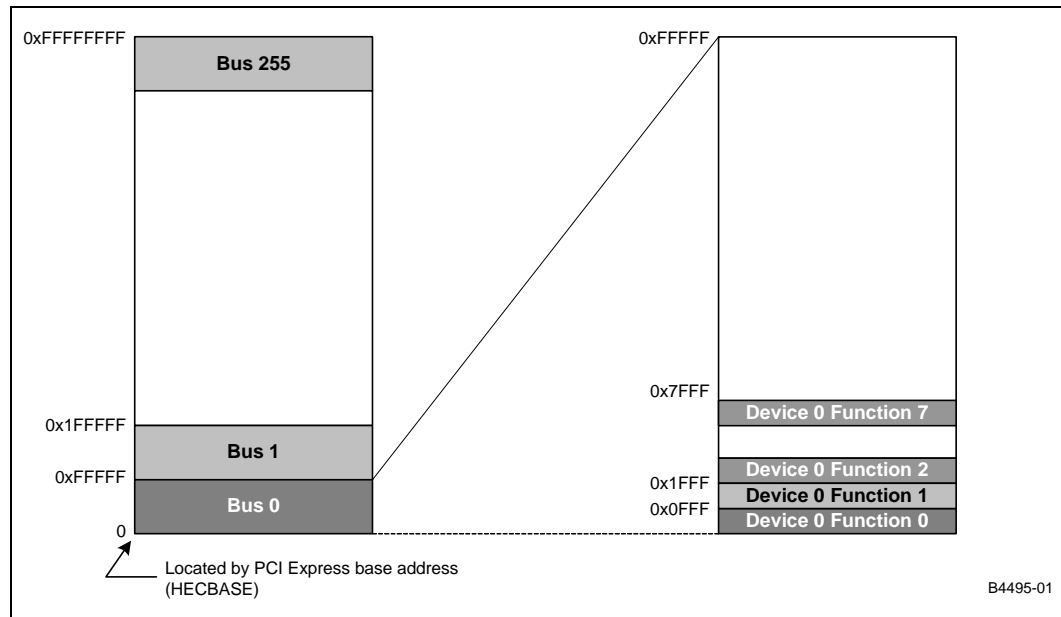 0xFFFFFFFF
Bus 255
0x1FFFFF
Bus 1
0xFFFFF
Bus 0
0
Located by PCI Express base address
(HECBASE)
0xFFFFF
0x7FFF
Device 0 Function 7
Device 0 Function 2
0x1FFF
Device 0 Function 1
0x0FFF
Device 0 Function 0
B4495-01